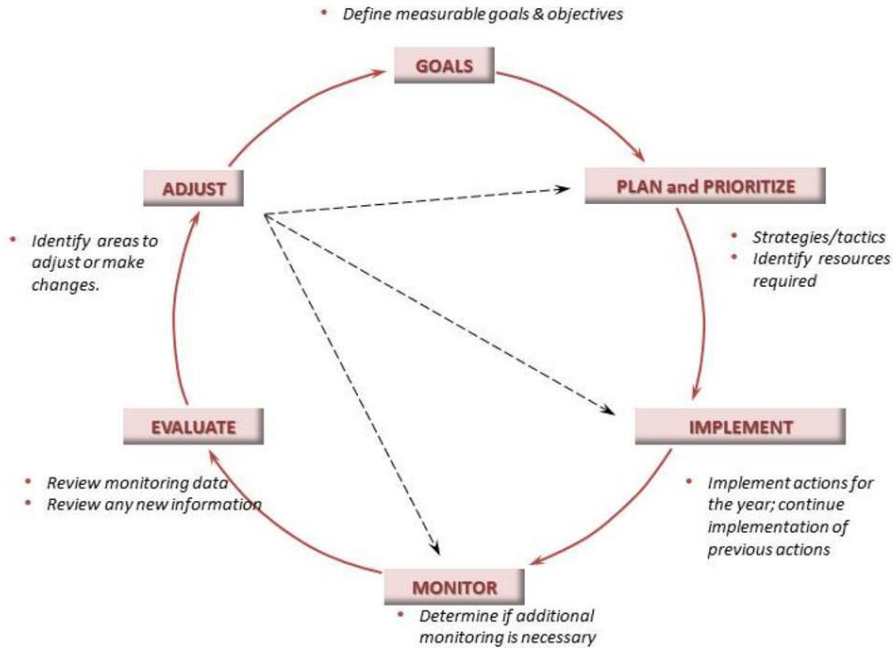 • Define measurable goals & objectives
GOALS
PLAN and PRIORITIZE
• Strategies/tactics
• Identify resources
required
IMPLEMENT
• Implement actions for
the year; continue
implementation of
previous actions
MONITOR
• Determine if additional
monitoring is necessary
EVALUATE
• Review monitoring data
• Review any new information
ADJUST
• Identify areas to
adjust or make
changes.